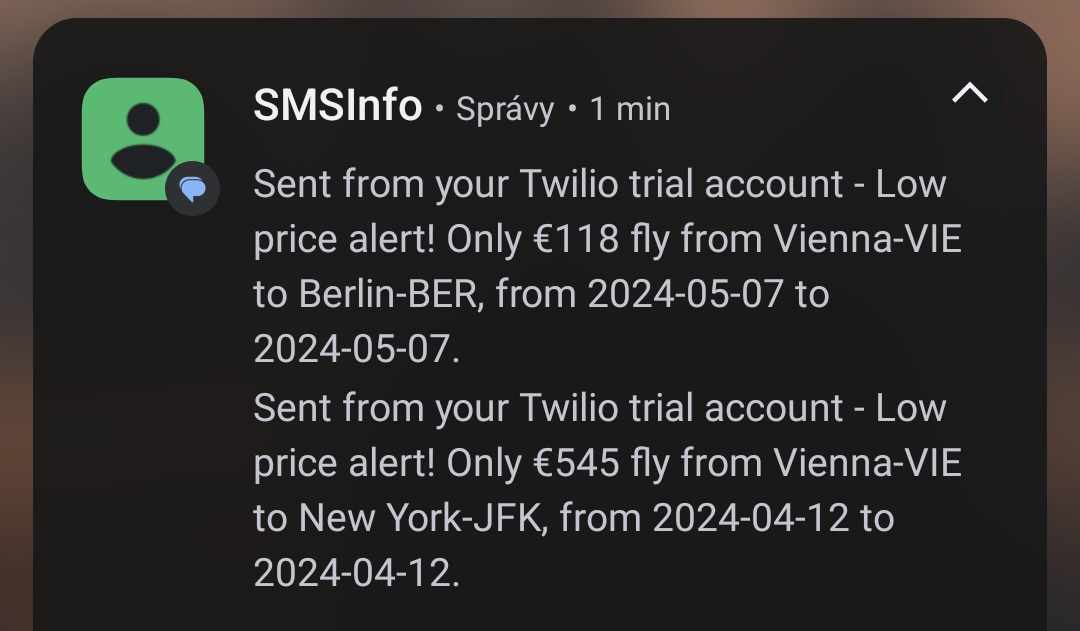 SMSInfo • Správy • 1 min
Sent from your Twilio trial account - Low
price alert! Only €118 fly from Vienna-VIE
to Berlin-BER, from 2024-05-07 to
2024-05-07.
Sent from your Twilio trial account - Low
price alert! Only €545 fly from Vienna-VIE
to New York-JFK, from 2024-04-12 to
2024-04-12.